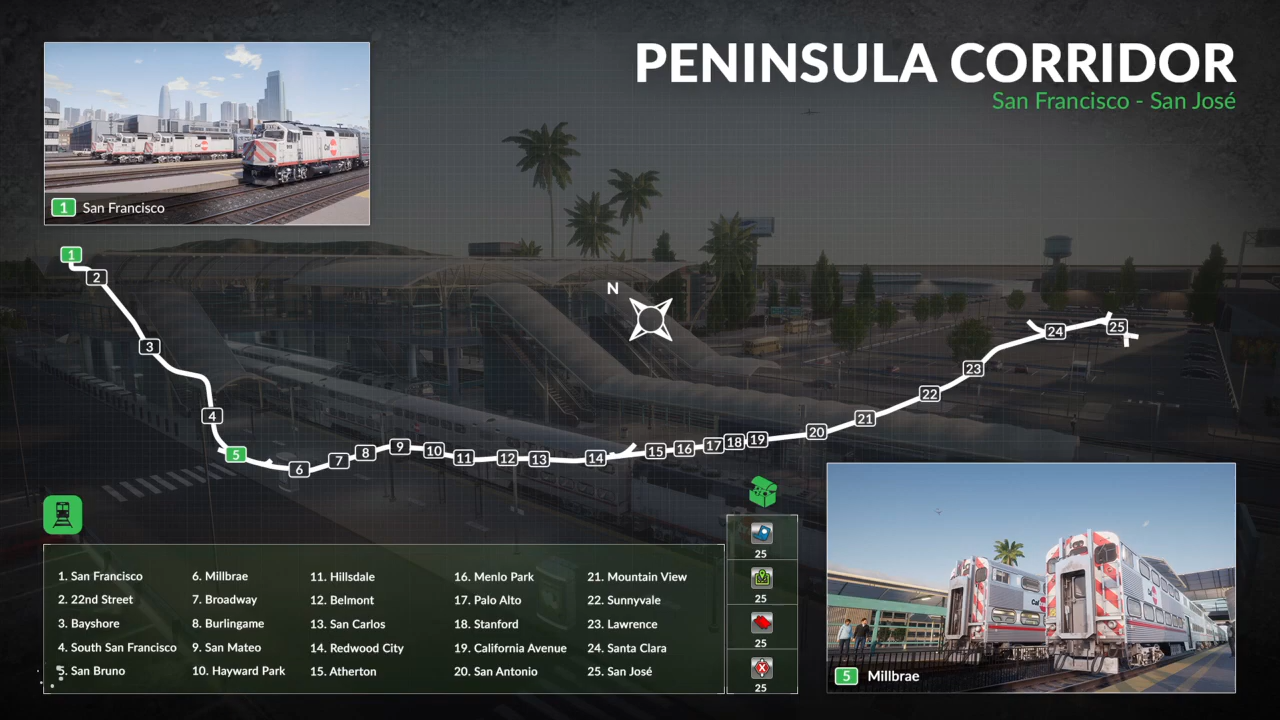 PENINSULA CORRIDOR
San Francisco - San José
1 San Francisco
N
1
2
3
4
5
6
7
8
9
10
11
12
13
14
15
16
17
18
19
20
21
22
23
24
25
1. San Francisco
2. 22nd Street
3. Bayshore
4. South San Francisco
5. San Bruno
6. Millbrae
7. Broadway
8. Burlingame
9. San Mateo
10. Hayward Park
11. Hillsdale
12. Belmont
13. San Carlos
14. Redwood City
15. Atherton
16. Menlo Park
17. Palo Alto
18. Stanford
19. California Avenue
20. San Antonio
21. Mountain View
22. Sunnyvale
23. Lawrence
24. Santa Clara
25. San José
25
25
25
25
5 Millbrae